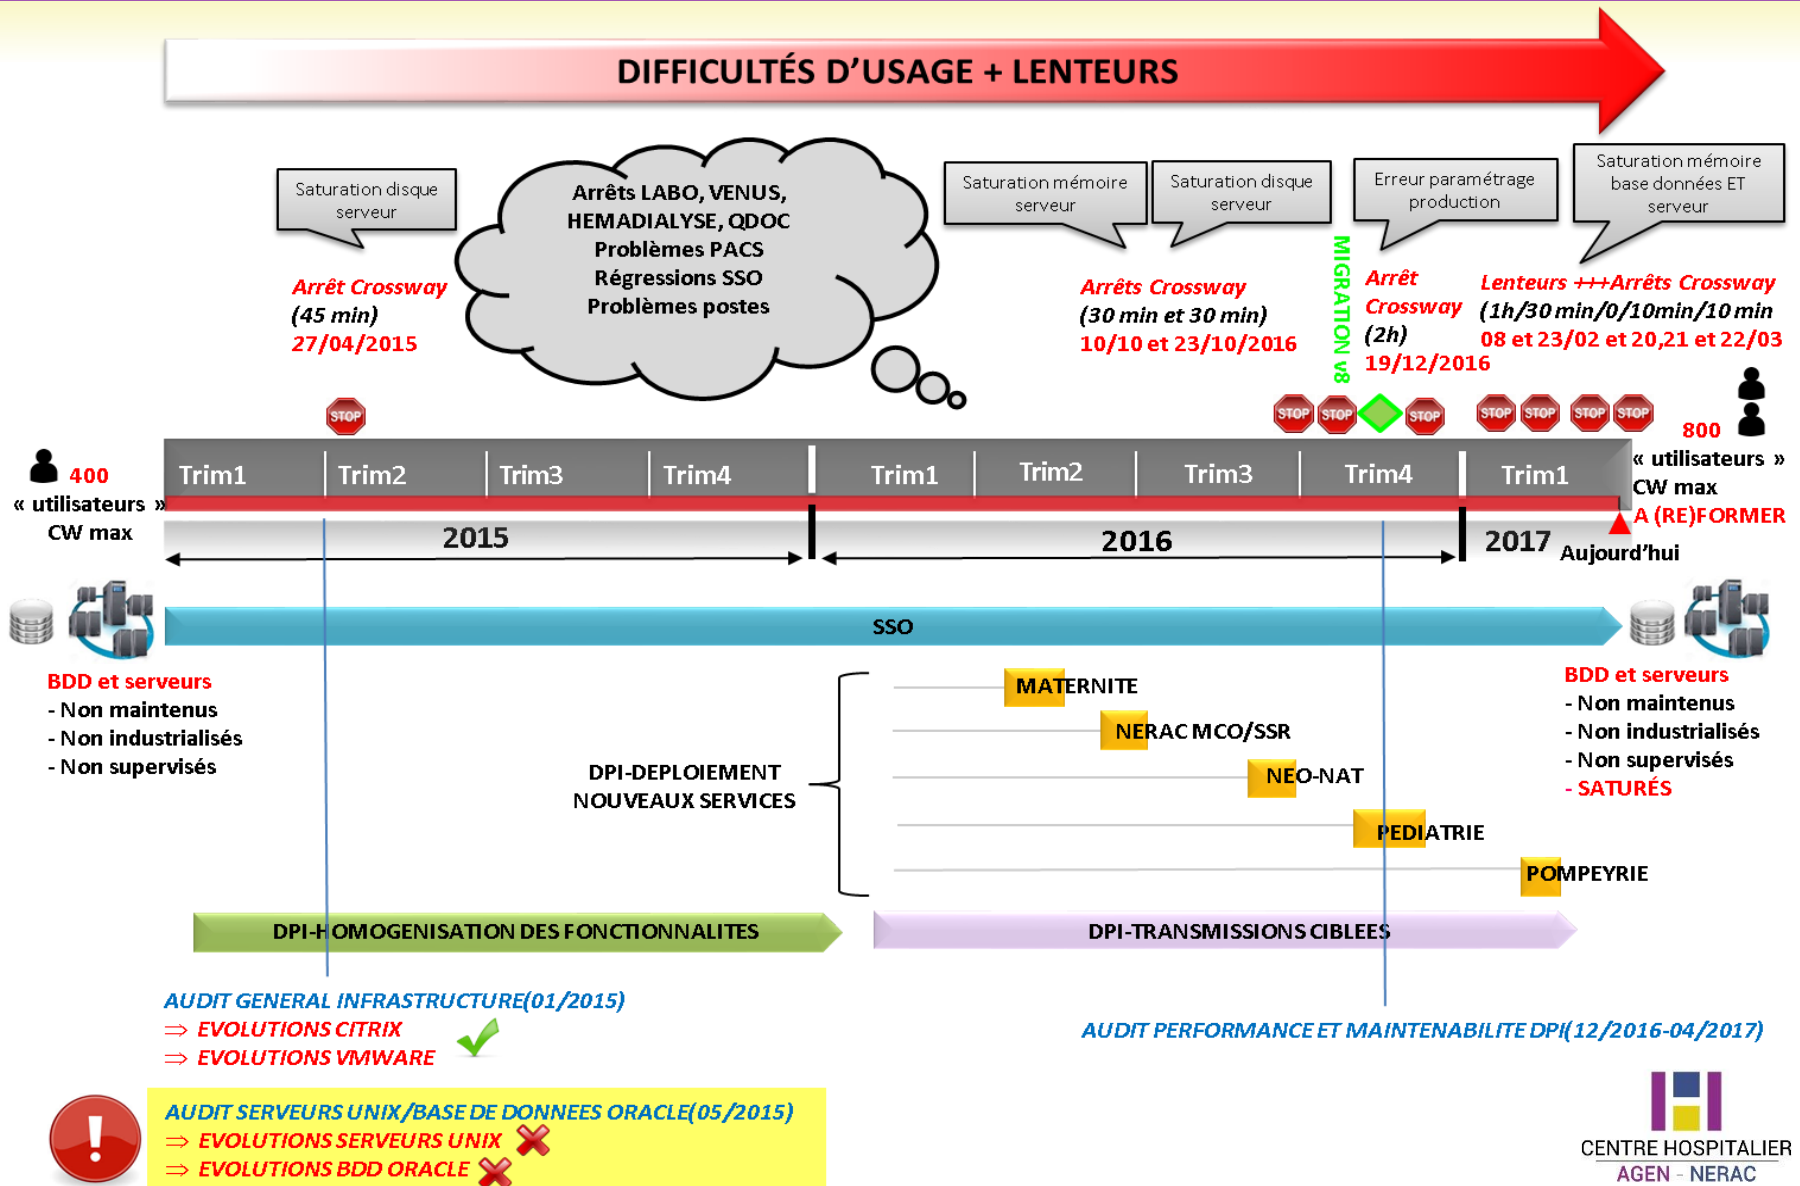 DIFFICULTÉS D'USAGE + LENTEURS
Saturation disque
serveur
Arrêts LABO, VENUS,
HEMADIALYSE, QDOC
Problèmes PACS
Régressions SSO
Problèmes postes
Saturation mémoire
serveur
Saturation disque
serveur
Erreur paramétrage
production
Saturation mémoire
base données ET
serveur
Arrêt Crossway
(45 min)
27/04/2015
Arrêts Crossway
(30 min et 30 min)
10/10 et 23/10/2016
MIGRATION v8
Arrêt
Crossway
(2h)
19/12/2016
Lenteurs +++Arrêts Crossway
(1h/30 min/0/10min/10 min
08 et 23/02 et 20,21 et 22/03
STOP
STOP
STOP
STOP
STOP
STOP
STOP
STOP
400
« utilisateurs »
CW max
Trim1
Trim2
Trim3
Trim4
Trim1
Trim2
Trim3
Trim4
Trim1
800
« utilisateurs »
CW max
A (RE)FORMER
2015
2016
2017
Aujourd'hui
SSO
BDD et serveurs
- Non maintenus
- Non industrialisés
- Non supervisés
DPI-DEPLOIEMENT
NOUVEAUX SERVICES
MATERNITE
NERAC MCO/SSR
NEO-NAT
PEDIATRIE
POMPEYRIE
BDD et serveurs
- Non maintenus
- Non industrialisés
- Non supervisés
- SATURÉS
DPI-HOMOGENISATION DES FONCTIONNALITES
DPI-TRANSMISSIONS CIBLEES
AUDIT GENERAL INFRASTRUCTURE(01/2015)
⇒ EVOLUTIONS CITRIX
⇒ EVOLUTIONS VMWARE
AUDIT PERFORMANCE ET MAINTENABILITE DPI(12/2016-04/2017)
AUDIT SERVEURS UNIX/BASE DE DONNEES ORACLE(05/2015)
⇒ EVOLUTIONS SERVEURS UNIX
⇒ EVOLUTIONS BDD ORACLE
CENTRE HOSPITALIER
AGEN - NERAC